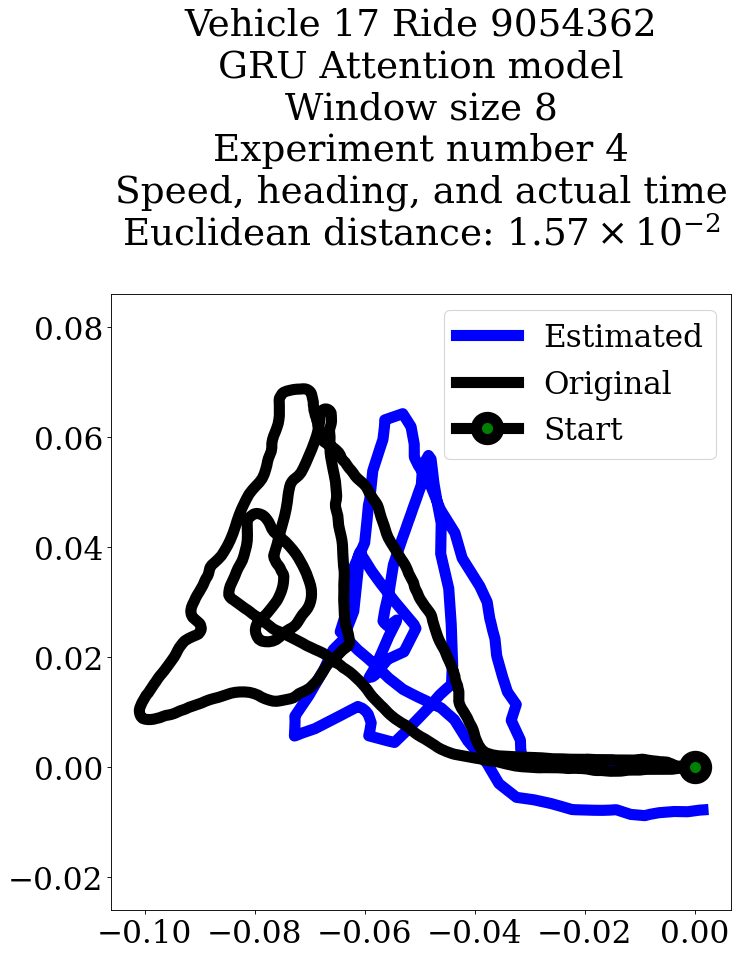 Vehicle 17 Ride 9054362
GRU Attention model
Window size 8
Experiment number 4
Speed, heading, and actual time
Euclidean distance: 1.57 × 10⁻²
Estimated
Original
Start
0.08
0.06
0.04
0.02
0.00
−0.02
−0.10 −0.08 −0.06 −0.04 −0.02 0.00